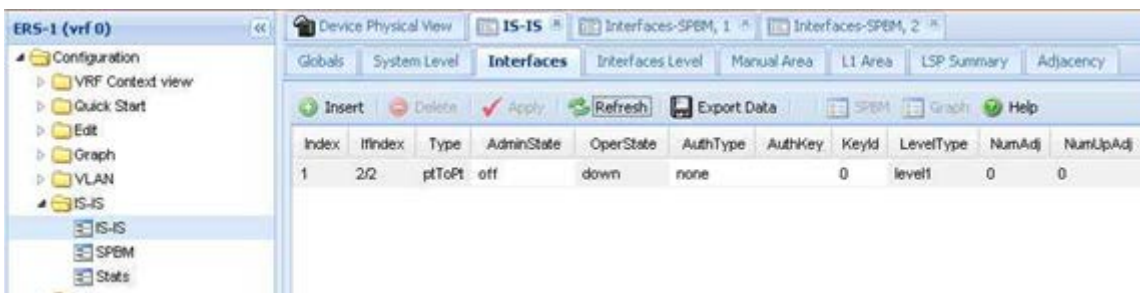 ERS-1 (vrf 0)
Device Physical View
IS-IS
Interfaces-SPBM, 1
Interfaces-SPBM, 2
Configuration
VRF Context view
Quick Start
Edit
Graph
VLAN
IS-IS
IS-IS
SPBM
Stats
Globals System Level Interfaces Interfaces Level Manual Area L1 Area LSP Summary Adjacency
Insert Delete Apply Refresh Export Data SPBM Graph Help
Index IfIndex Type AdminState OperState AuthType AuthKey KeyId LevelType NumAdj NumUpAdj
1 2/2 ptToPt off down none 0 level1 0 0